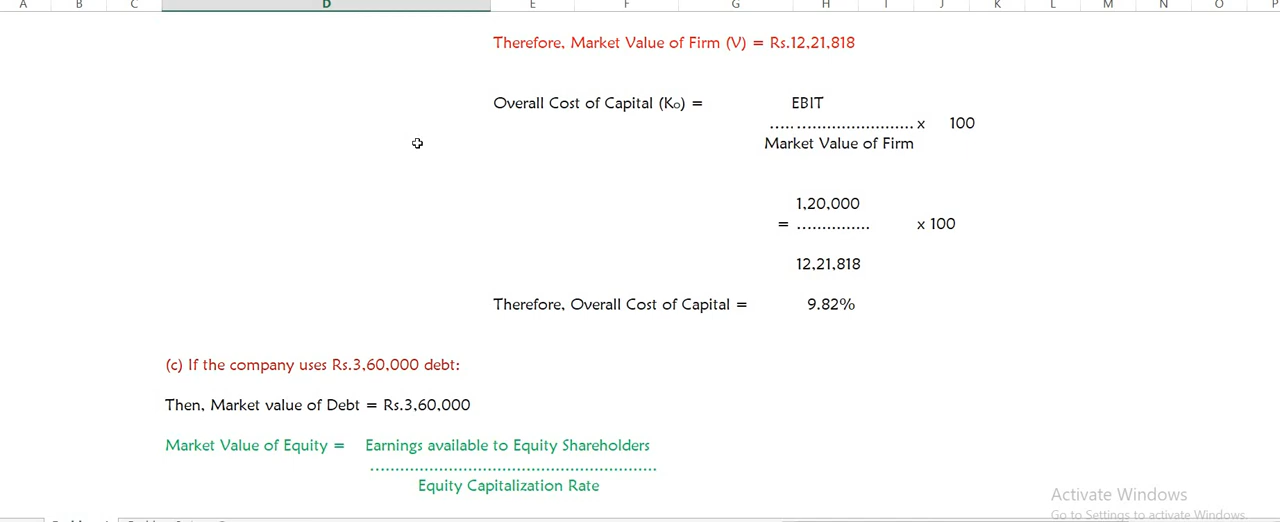 A B C D E F G H I J K L M N O P
Therefore, Market Value of Firm (V) = Rs.12,21,818
Overall Cost of Capital (Ko) = EBIT
........................................ x 100
Market Value of Firm
1,20,000
= ............... x 100
12,21,818
Therefore, Overall Cost of Capital = 9.82%
(c) If the company uses Rs.3,60,000 debt:
Then, Market value of Debt = Rs.3,60,000
Market Value of Equity = Earnings available to Equity Shareholders
..........................................................
Equity Capitalization Rate
Activate Windows
Go to Settings to activate Windows.